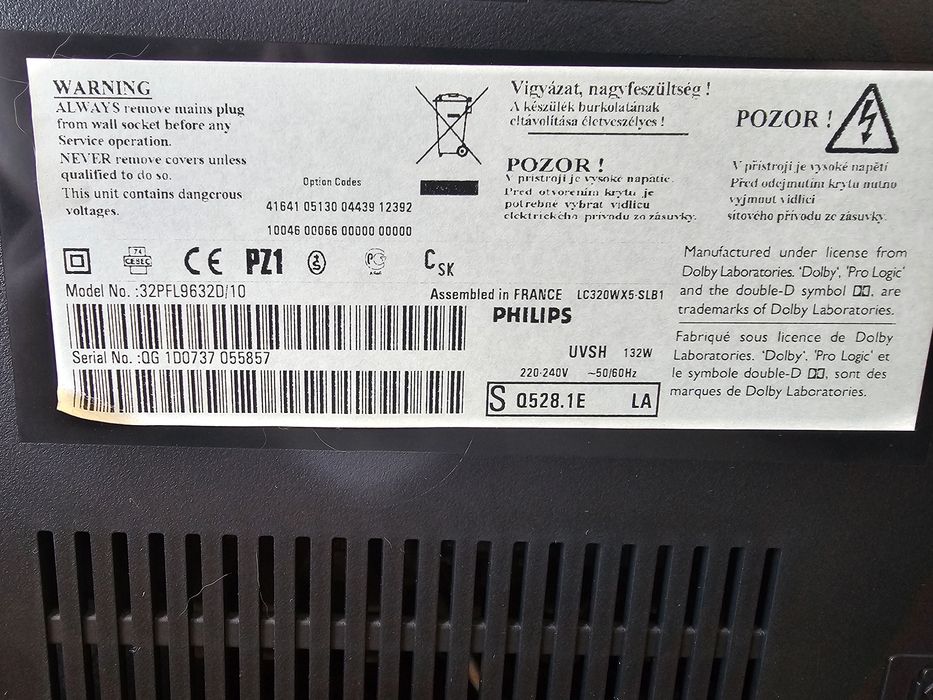 WARNING
ALWAYS remove mains plug
from wall socket before any
Service operation.
NEVER remove covers unless
qualified to do so.
This unit contains dangerous
voltages.
Option Codes
41641 05130 04439 12392
10046 00066 00000 00000
Vigyázat, nagyfeszültség !
A készülék burkolatának
eltávolítása életveszélyes !
POZOR !
V prístroji je vysoké napätie.
Pred otvorením krytu je
potrebné vybrat vidlicu
elektrického prívodu zo zásuvky.
POZOR !
V přístroji je vysoké napětí
Před odejmutím krytu nutno
vyjmout vidlici
síťového přívodu ze zásuvky.
CE PZ1 S CSK
Model No. :32PFL9632D/10
Assembled in FRANCE LC320WX5-SLB1
PHILIPS
Serial No. :QG 1D0737 055857
UVSH 132W
220-240V ~50/60Hz
S Q528.1E LA
Manufactured under license from
Dolby Laboratories. 'Dolby', 'Pro Logic'
and the double-D symbol, are
trademarks of Dolby Laboratories.
Fabriqué sous licence de Dolby
Laboratories. 'Dolby', 'Pro Logic' et
le symbole double-D, sont des
marques de Dolby Laboratories.